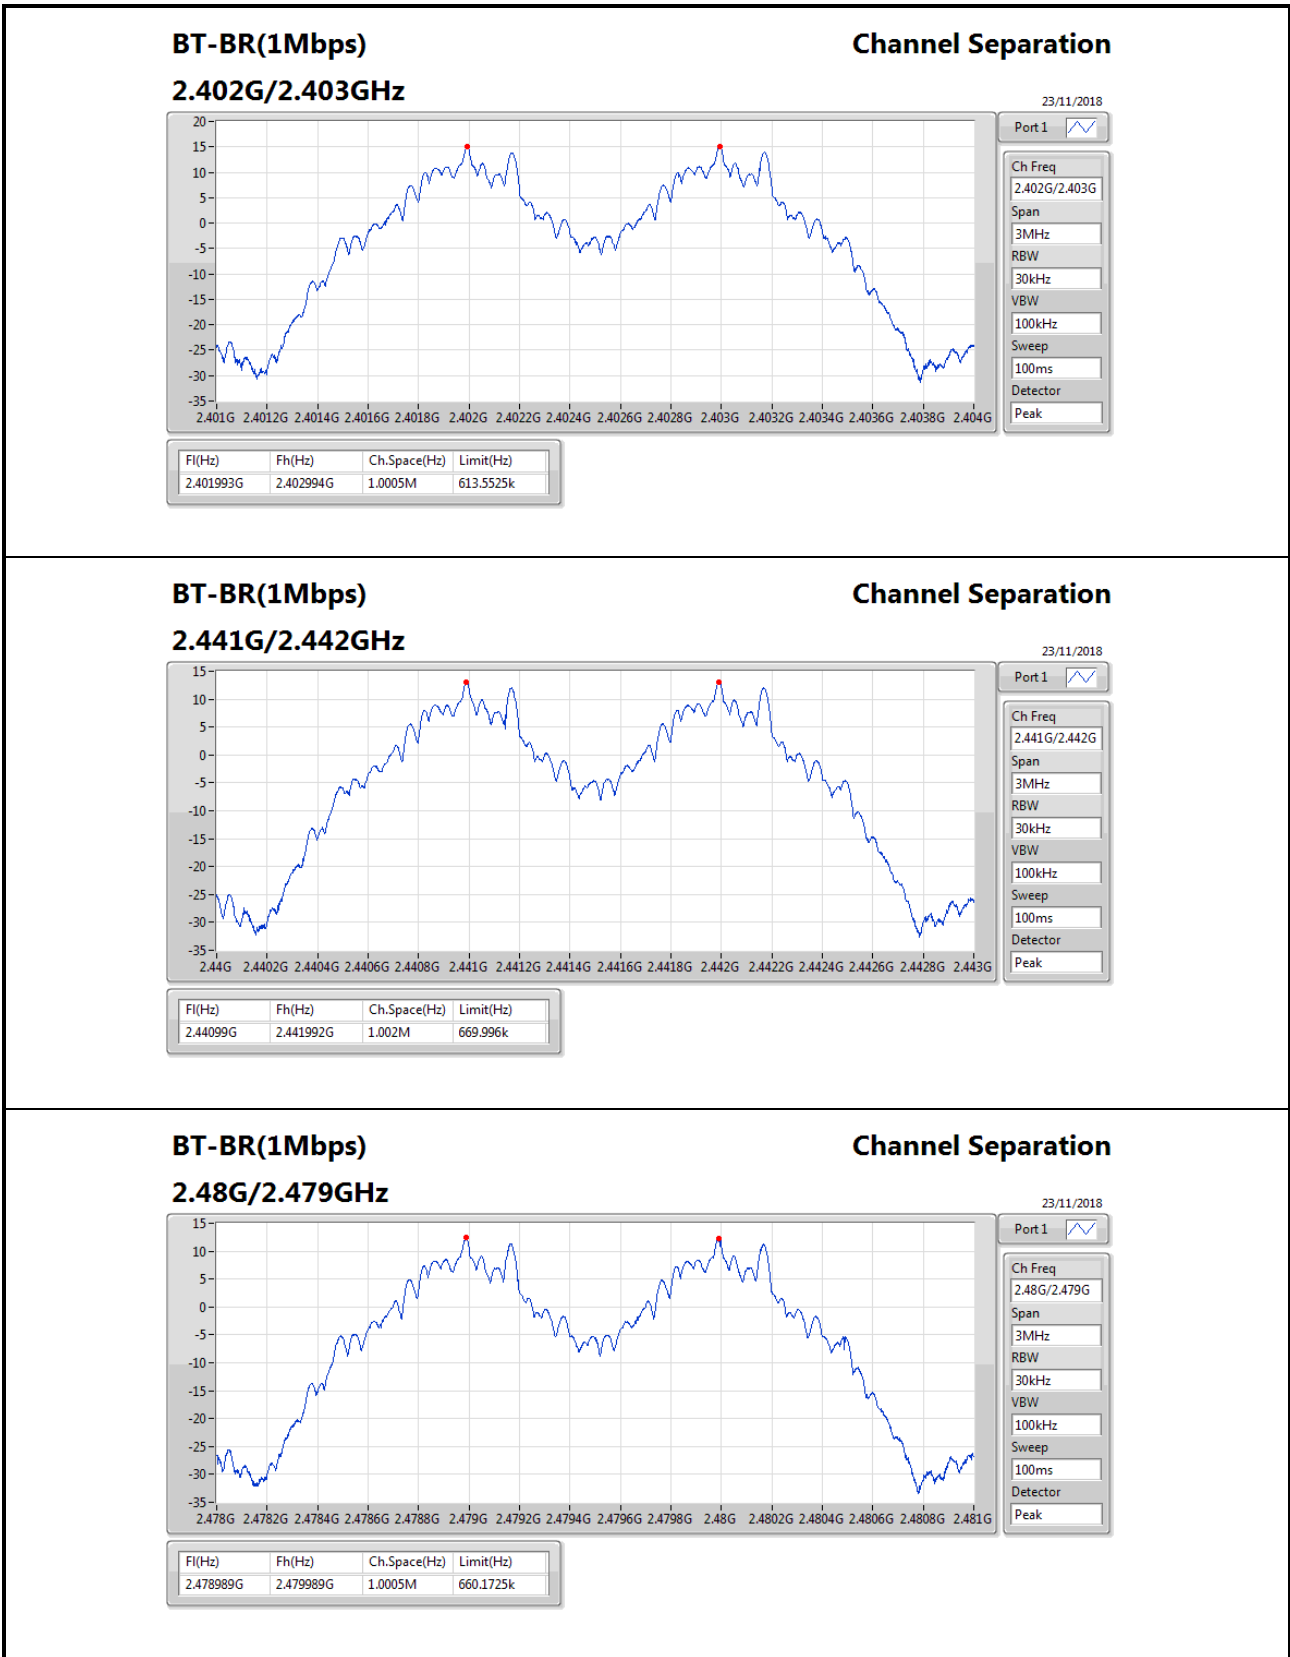 BT-BR(1Mbps) Channel Separation
2.402G/2.403GHz
23/11/2018
Port 1
20
15
10
5
0
-5
-10
-15
-20
-25
-30
-35
2.401G 2.4012G 2.4014G 2.4016G 2.4018G 2.402G 2.4022G 2.4024G 2.4026G 2.4028G 2.403G 2.4032G 2.4034G 2.4036G 2.4038G 2.404G
Ch Freq
2.402G/2.403G
Span
3MHz
RBW
30kHz
VBW
100kHz
Sweep
100ms
Detector
Peak
Fl(Hz) Fh(Hz) Ch.Space(Hz) Limit(Hz)
2.401993G 2.402994G 1.0005M 613.5525k
BT-BR(1Mbps) Channel Separation
2.441G/2.442GHz
23/11/2018
Port 1
15
10
5
0
-5
-10
-15
-20
-25
-30
-35
2.44G 2.4402G 2.4404G 2.4406G 2.4408G 2.441G 2.4412G 2.4414G 2.4416G 2.4418G 2.442G 2.4422G 2.4424G 2.4426G 2.4428G 2.443G
Ch Freq
2.441G/2.442G
Span
3MHz
RBW
30kHz
VBW
100kHz
Sweep
100ms
Detector
Peak
Fl(Hz) Fh(Hz) Ch.Space(Hz) Limit(Hz)
2.44099G 2.441992G 1.002M 669.996k
BT-BR(1Mbps) Channel Separation
2.48G/2.479GHz
23/11/2018
Port 1
15
10
5
0
-5
-10
-15
-20
-25
-30
-35
2.478G 2.4782G 2.4784G 2.4786G 2.4788G 2.479G 2.4792G 2.4794G 2.4796G 2.4798G 2.48G 2.4802G 2.4804G 2.4806G 2.4808G 2.481G
Ch Freq
2.48G/2.479G
Span
3MHz
RBW
30kHz
VBW
100kHz
Sweep
100ms
Detector
Peak
Fl(Hz) Fh(Hz) Ch.Space(Hz) Limit(Hz)
2.478989G 2.479989G 1.0005M 660.1725k